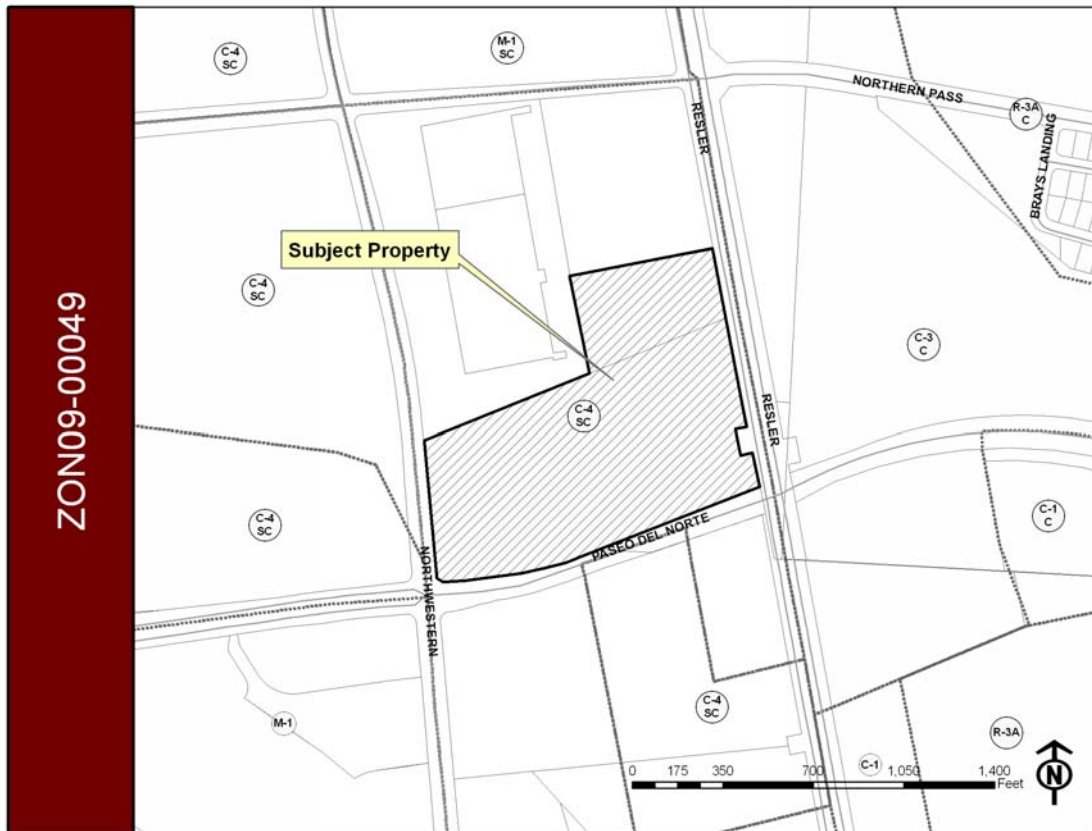 ZON09-00049
C-4
SC
M-1
SC
NORTHERN PASS
R-3A
C
RESLER
BRAYS LANDING
Subject Property
C-4
SC
C-3
C
RESLER
C-4
SC
C-4
SC
C-1
C
PASEO DEL NORTE
NORTHWESTERN
M-1
C-4
SC
R-3A
C-1
0 175 350 700 1,050 1,400
Feet
N